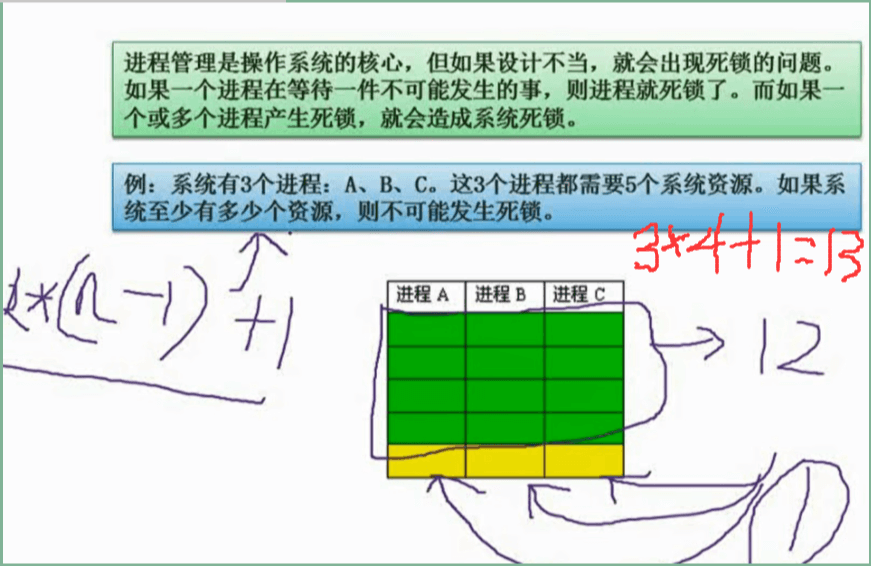 进程管理是操作系统的核心，但如果设计不当，就会出现死锁的问题。
如果一个进程在等待一件不可能发生的事，则进程就死锁了。而如果一
个或多个进程产生死锁，就会造成系统死锁。
例：系统有3个进程：A、B、C。这3个进程都需要5个系统资源。如果系
统至少有多少个资源，则不可能发生死锁。
3*4+1=13
*(n-1)
+1
进程 A 进程 B 进程 C
12
1